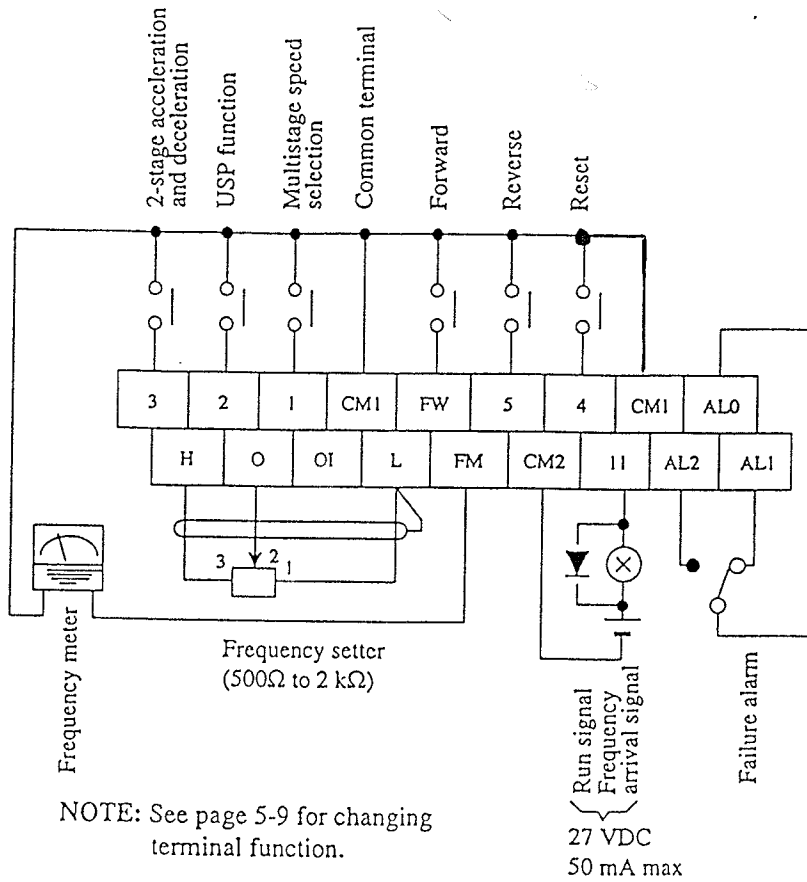 2-stage acceleration
and deceleration
USP function
Multistage speed
selection
Common terminal
Forward
Reverse
Reset
3 2 1 CM1 FW 5 4 CM1 AL0
H O OI L FM CM2 11 AL2 AL1
3 2 1
Frequency meter
Frequency setter
(500Ω to 2 kΩ)
Run signal
Frequency
arrival signal
27 VDC
50 mA max
Failure alarm
NOTE: See page 5-9 for changing
terminal function.